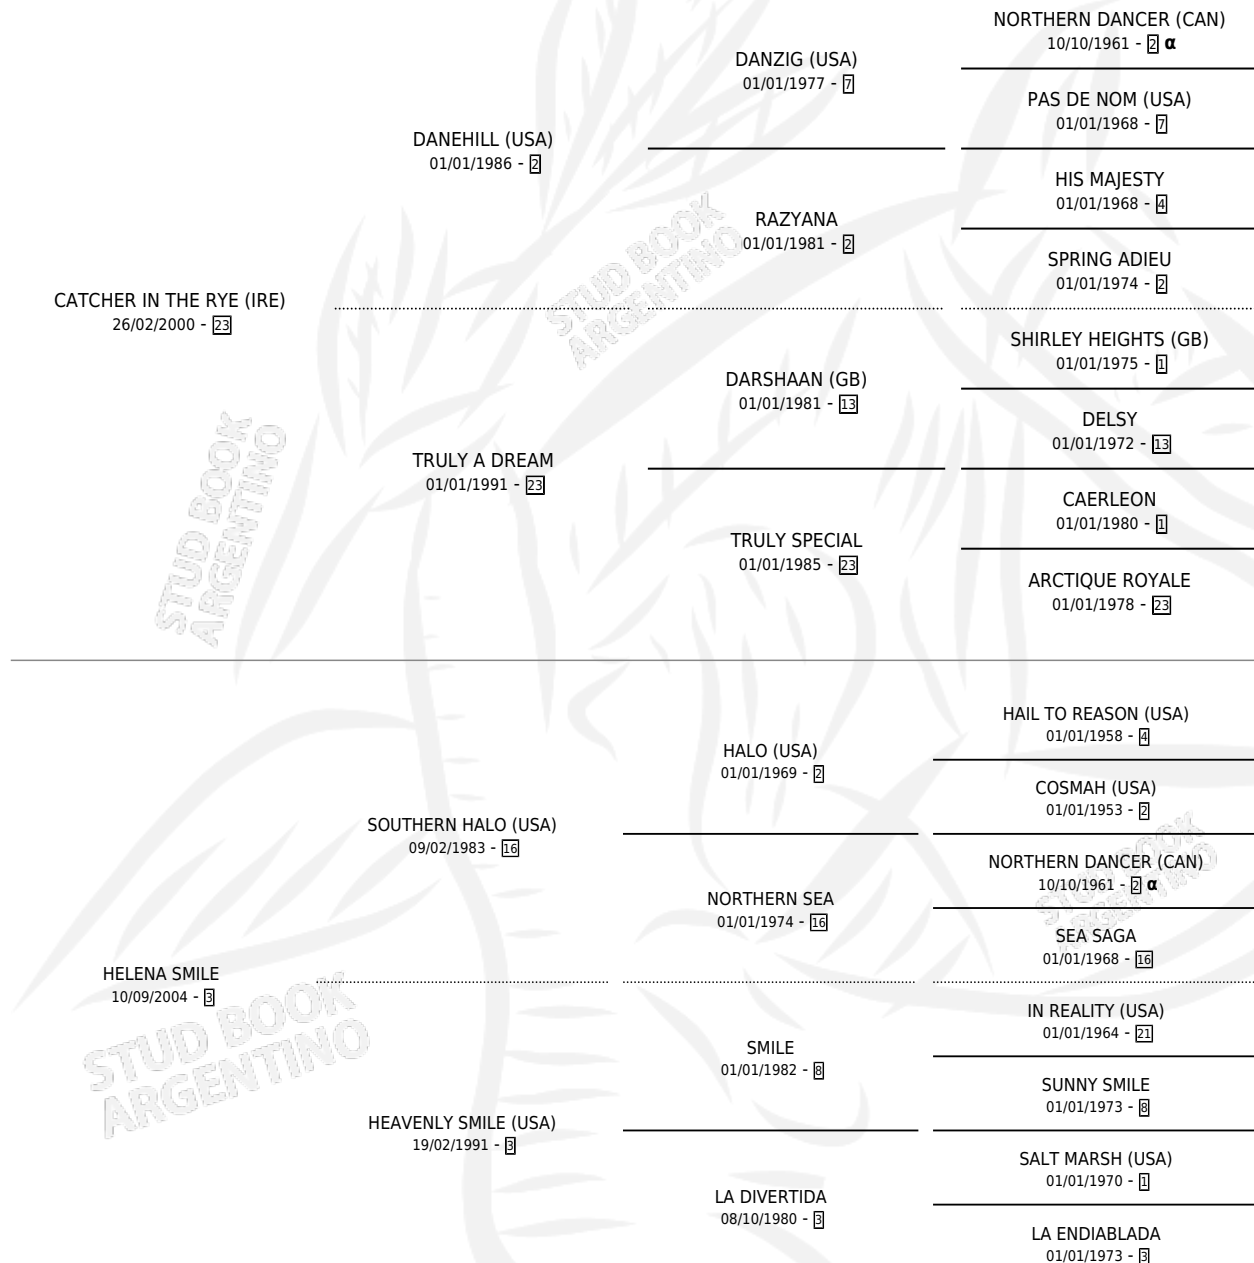 NORTHERN DANCER (CAN)
10/10/1961 - 2 α
DANZIG (USA)
01/01/1977 - 7
PAS DE NOM (USA)
01/01/1968 - 7
DANEHILL (USA)
01/01/1986 - 2
HIS MAJESTY
01/01/1968 - 4
RAZYANA
01/01/1981 - 2
SPRING ADIEU
01/01/1974 - 2
CATCHER IN THE RYE (IRE)
26/02/2000 - 23
SHIRLEY HEIGHTS (GB)
01/01/1975 - 1
DARSHAAN (GB)
01/01/1981 - 13
DELSY
01/01/1972 - 13
TRULY A DREAM
01/01/1991 - 23
CAERLEON
01/01/1980 - 1
TRULY SPECIAL
01/01/1985 - 23
ARCTIQUE ROYALE
01/01/1978 - 23
HAIL TO REASON (USA)
01/01/1958 - 4
HALO (USA)
01/01/1969 - 2
COSMAH (USA)
01/01/1953 - 2
SOUTHERN HALO (USA)
09/02/1983 - 16
NORTHERN DANCER (CAN)
10/10/1961 - 2 α
NORTHERN SEA
01/01/1974 - 16
SEA SAGA
01/01/1968 - 16
HELENA SMILE
10/09/2004 - 3
IN REALITY (USA)
01/01/1964 - 21
SMILE
01/01/1982 - 8
SUNNY SMILE
01/01/1973 - 8
HEAVENLY SMILE (USA)
19/02/1991 - 3
SALT MARSH (USA)
01/01/1970 - 1
LA DIVERTIDA
08/10/1980 - 3
LA ENDIABLADA
01/01/1973 - 3
STUD BOOK
ARGENTINO
STUD BOOK
ARGENTINO
STUD BOOK
ARGENTINO
STUD BOOK
ARGENTINO